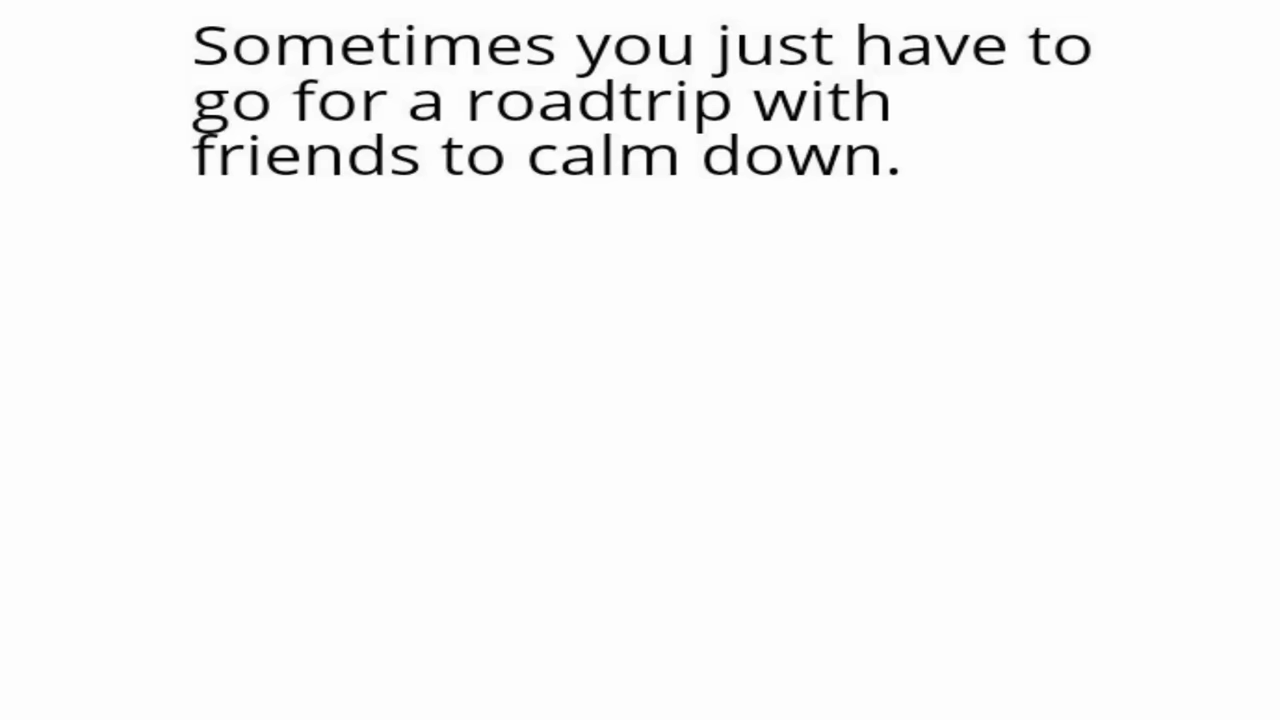 Sometimes you just have to
go for a roadtrip with
friends to calm down.